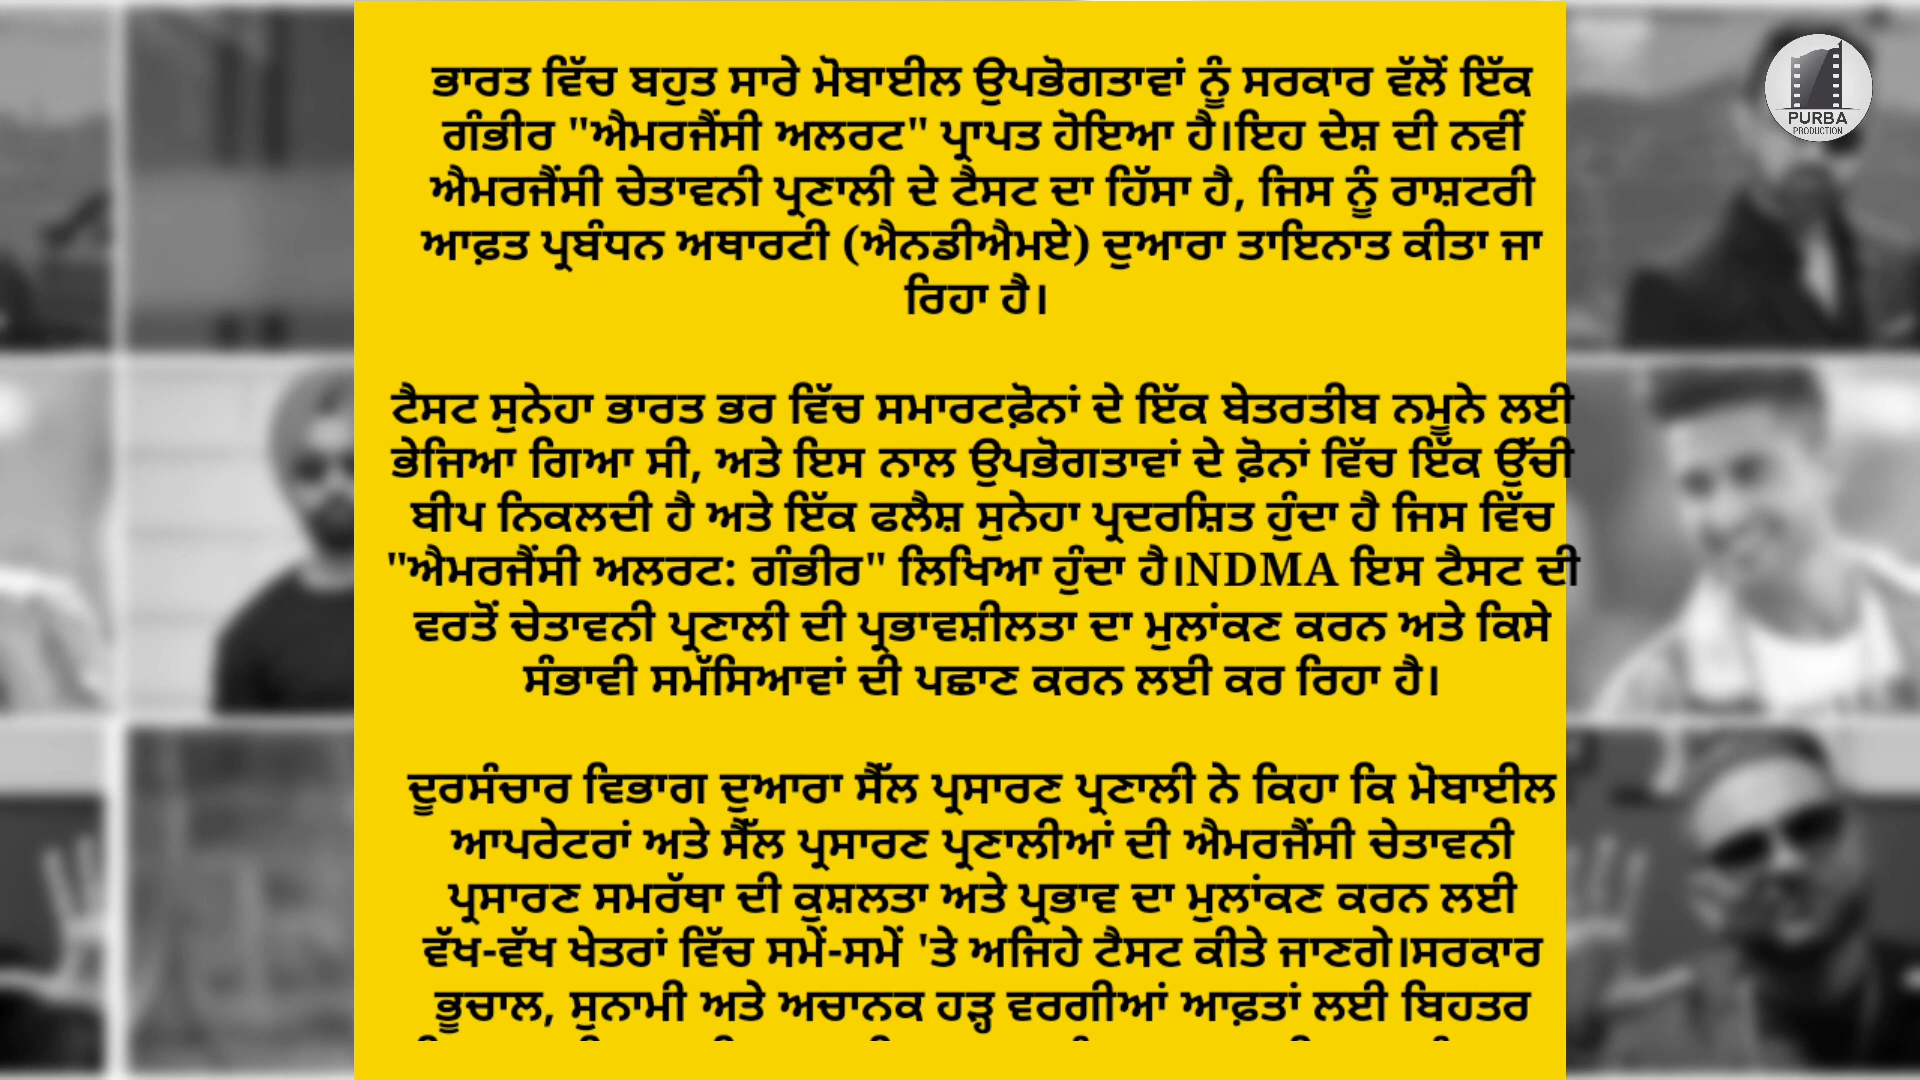 ਭਾਰਤ ਵਿੱਚ ਬਹੁਤ ਸਾਰੇ ਮੋਬਾਈਲ ਉਪਭੋਗਤਾਵਾਂ ਨੂੰ ਸਰਕਾਰ ਵੱਲੋਂ ਇੱਕ
ਗੰਭੀਰ "ਐਮਰਜੈਂਸੀ ਅਲਰਟ" ਪ੍ਰਾਪਤ ਹੋਇਆ ਹੈ।ਇਹ ਦੇਸ਼ ਦੀ ਨਵੀਂ
ਐਮਰਜੈਂਸੀ ਚੇਤਾਵਨੀ ਪ੍ਰਣਾਲੀ ਦੇ ਟੈਸਟ ਦਾ ਹਿੱਸਾ ਹੈ, ਜਿਸ ਨੂੰ ਰਾਸ਼ਟਰੀ
ਆਫ਼ਤ ਪ੍ਰਬੰਧਨ ਅਥਾਰਟੀ (ਐਨਡੀਐਮਏ) ਦੁਆਰਾ ਤਾਇਨਾਤ ਕੀਤਾ ਜਾ
ਰਿਹਾ ਹੈ।
ਟੈਸਟ ਸੁਨੇਹਾ ਭਾਰਤ ਭਰ ਵਿੱਚ ਸਮਾਰਟਫ਼ੋਨਾਂ ਦੇ ਇੱਕ ਬੇਤਰਤੀਬ ਨਮੂਨੇ ਲਈ
ਭੇਜਿਆ ਗਿਆ ਸੀ, ਅਤੇ ਇਸ ਨਾਲ ਉਪਭੋਗਤਾਵਾਂ ਦੇ ਫ਼ੋਨਾਂ ਵਿੱਚ ਇੱਕ ਉੱਚੀ
ਬੀਪ ਨਿਕਲਦੀ ਹੈ ਅਤੇ ਇੱਕ ਫਲੈਸ਼ ਸੁਨੇਹਾ ਪ੍ਰਦਰਸ਼ਿਤ ਹੁੰਦਾ ਹੈ ਜਿਸ ਵਿੱਚ
"ਐਮਰਜੈਂਸੀ ਅਲਰਟ: ਗੰਭੀਰ" ਲਿਖਿਆ ਹੁੰਦਾ ਹੈ।NDMA ਇਸ ਟੈਸਟ ਦੀ
ਵਰਤੋਂ ਚੇਤਾਵਨੀ ਪ੍ਰਣਾਲੀ ਦੀ ਪ੍ਰਭਾਵਸ਼ੀਲਤਾ ਦਾ ਮੁਲਾਂਕਣ ਕਰਨ ਅਤੇ ਕਿਸੇ
ਸੰਭਾਵੀ ਸਮੱਸਿਆਵਾਂ ਦੀ ਪਛਾਣ ਕਰਨ ਲਈ ਕਰ ਰਿਹਾ ਹੈ।
ਦੂਰਸੰਚਾਰ ਵਿਭਾਗ ਦੁਆਰਾ ਸੈੱਲ ਪ੍ਰਸਾਰਣ ਪ੍ਰਣਾਲੀ ਨੇ ਕਿਹਾ ਕਿ ਮੋਬਾਈਲ
ਆਪਰੇਟਰਾਂ ਅਤੇ ਸੈੱਲ ਪ੍ਰਸਾਰਣ ਪ੍ਰਣਾਲੀਆਂ ਦੀ ਐਮਰਜੈਂਸੀ ਚੇਤਾਵਨੀ
ਪ੍ਰਸਾਰਣ ਸਮਰੱਥਾ ਦੀ ਕੁਸ਼ਲਤਾ ਅਤੇ ਪ੍ਰਭਾਵ ਦਾ ਮੁਲਾਂਕਣ ਕਰਨ ਲਈ
ਵੱਖ-ਵੱਖ ਖੇਤਰਾਂ ਵਿੱਚ ਸਮੇਂ-ਸਮੇਂ 'ਤੇ ਅਜਿਹੇ ਟੈਸਟ ਕੀਤੇ ਜਾਣਗੇ।ਸਰਕਾਰ
ਭੂਚਾਲ, ਸੁਨਾਮੀ ਅਤੇ ਅਚਾਨਕ ਹੜ੍ਹ ਵਰਗੀਆਂ ਆਫ਼ਤਾਂ ਲਈ ਬਿਹਤਰ
PURBA
PRODUCTION